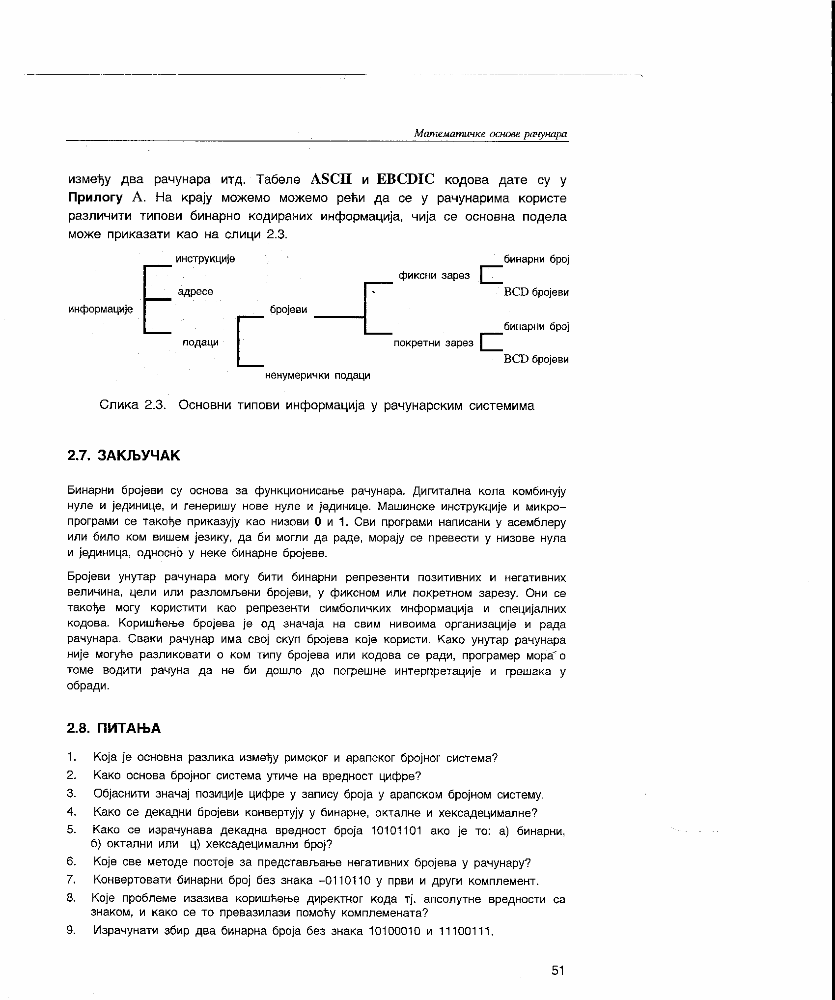 Математичке основе рачунара
између два рачунара итд. Табеле ASCII и EBCDIC кодова дате су у
Прилогу А. На крају можемо можемо рећи да се у рачунарима користе
различити типови бинарно кодираних информација, чија се основна подела
може приказати као на слици 2.3.
инструкције
бинарни број
фиксни зарез
адресе
BCD бројеви
информације
бројеви
бинарни број
подаци
покретни зарез
BCD бројеви
ненумерички подаци
Слика 2.3. Основни типови информација у рачунарским системима
2.7. ЗАКЉУЧАК
Бинарни бројеви су основа за функционисање рачунара. Дигитална кола комбинују
нуле и јединице, и генеришу нове нуле и јединице. Машинске инструкције и микро–
програми се такође приказују као низови 0 и 1. Сви програми написани у асемблеру
или било ком вишем језику, да би могли да раде, морају се превести у низове нула
и јединица, односно у неке бинарне бројеве.
Бројеви унутар рачунара могу бити бинарни репрезенти позитивних и негативних
величина, цели или разломљени бројеви, у фиксном или покретном зарезу. Они се
такође могу користити као репрезенти симболичких информација и специјалних
кодова. Коришћење бројева је од значаја на свим нивоима организације и рада
рачунара. Сваки рачунар има свој скуп бројева које користи. Како унутар рачунара
није могуће разликовати о ком типу бројева или кодова се ради, програмер мора о
томе водити рачуна да не би дошло до погрешне интерпретације и грешака у
обради.
2.8. ПИТАЊА
1. Која је основна разлика између римског и арапског бројног система?
2. Како основа бројног система утиче на вредност цифре?
3. Објаснити значај позиције цифре у запису броја у арапском бројном систему.
4. Како се декадни бројеви конвертују у бинарне, окталне и хексадецималне?
5. Како се израчунава декадна вредност броја 10101101 ако је то: а) бинарни,
б) октални или ц) хексадецимални број?
6. Које све методе постоје за представљање негативних бројева у рачунару?
7. Конвертовати бинарни број без знака –0110110 у први и други комплемент.
8. Које проблеме изазива коришћење директног кода тј. апсолутне вредности са
знаком, и како се то превазилази помоћу комплемената?
9. Израчунати збир два бинарна броја без знака 10100010 и 11100111.
51